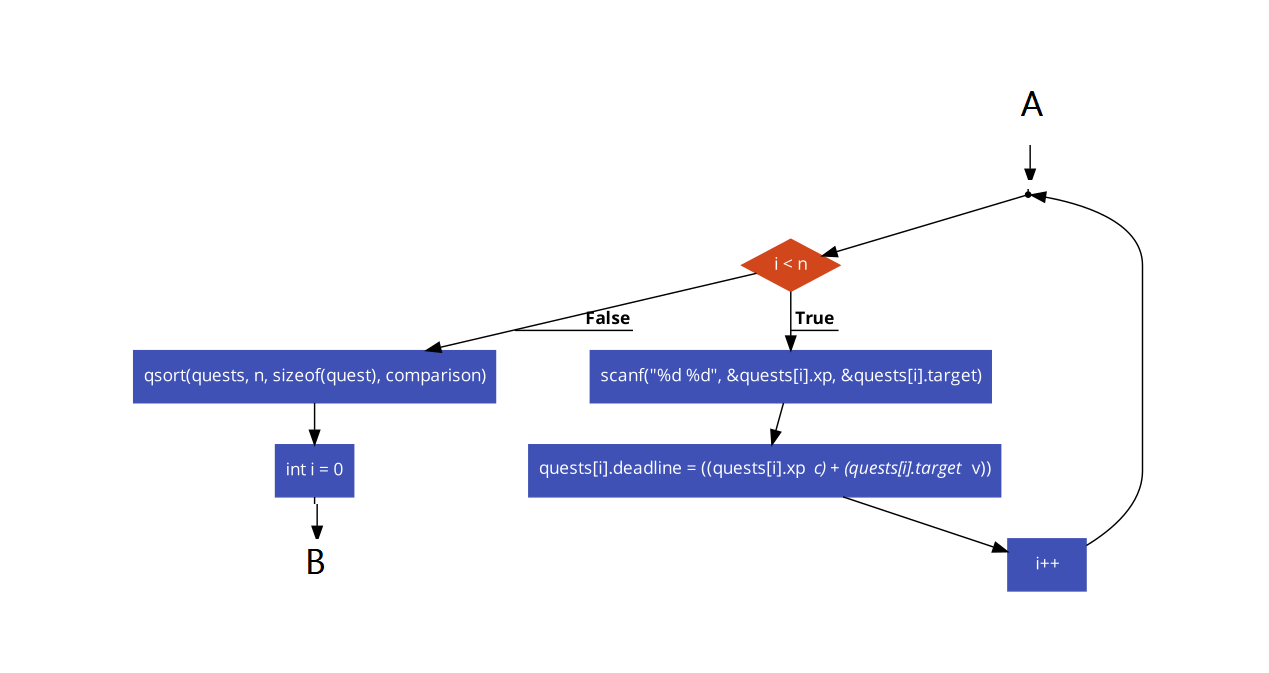 A
i < n
False
True
qsort(quests, n, sizeof(quest), comparison)
scanf("%d %d", &quests[i].xp, &quests[i].target)
int i = 0
quests[i].deadline = ((quests[i].xp c) + (quests[i].target v))
B
i++